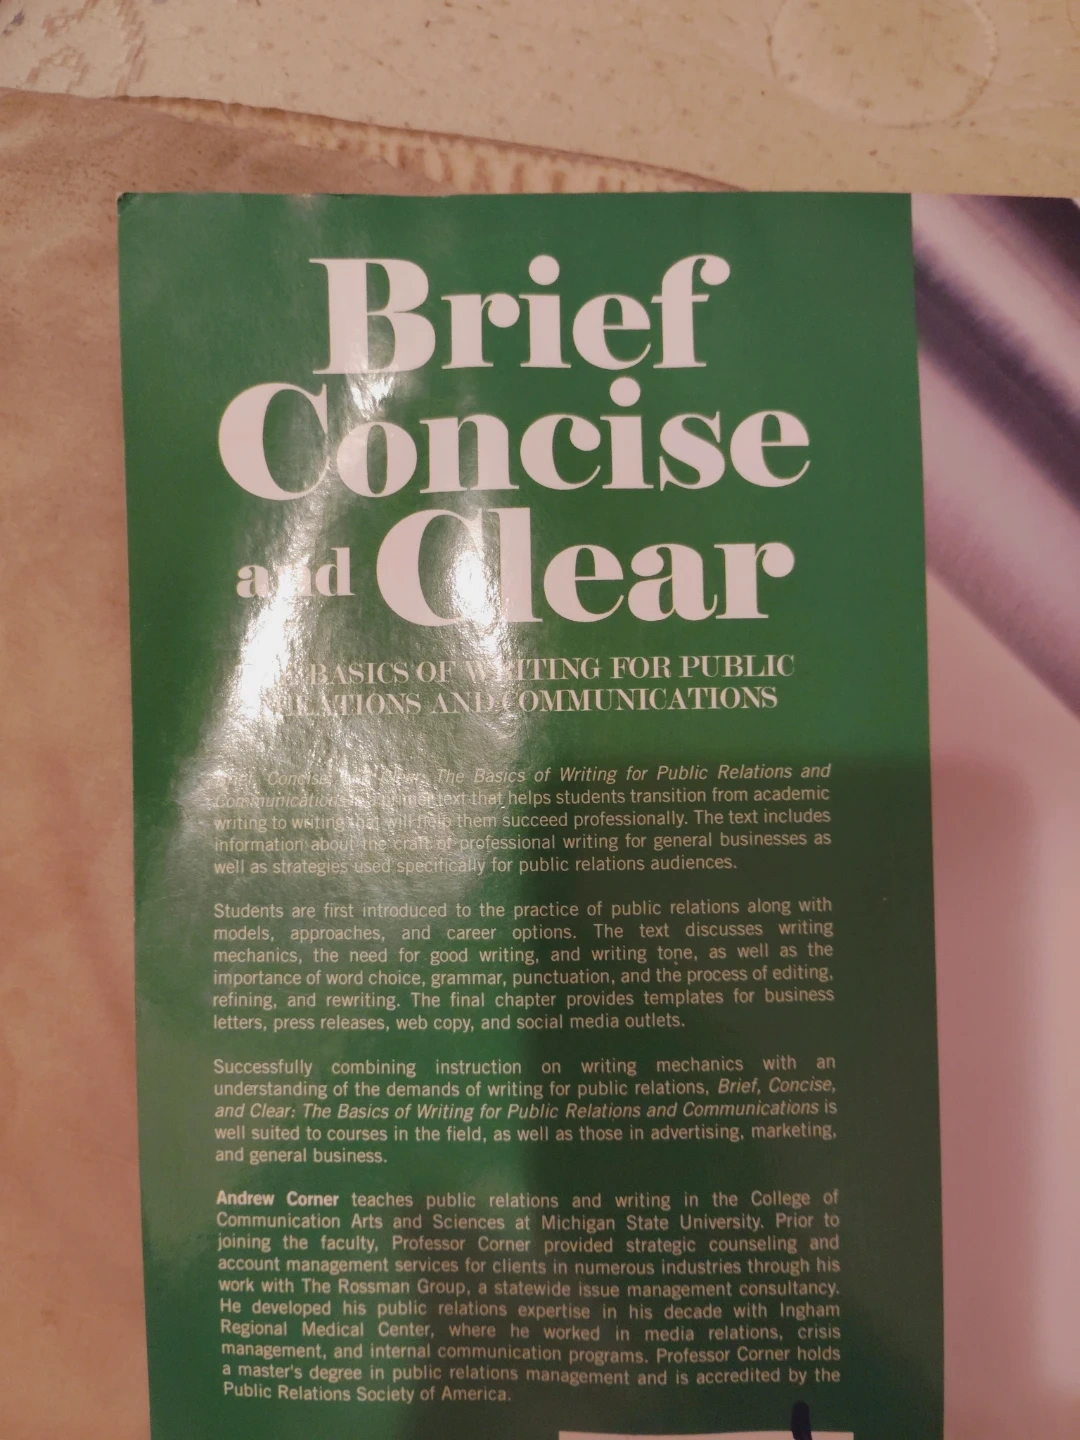 Brief
Concise
and Clear
BASICS OF WRITING FOR PUBLIC
RELATIONS AND COMMUNICATIONS
Brief, Concise, and Clear: The Basics of Writing for Public Relations and
Communications is a primer text that helps students transition from academic
writing to writing that will help them succeed professionally. The text includes
information about the craft of professional writing for general businesses as
well as strategies used specifically for public relations audiences.
Students are first introduced to the practice of public relations along with
models, approaches, and career options. The text discusses writing
mechanics, the need for good writing, and writing tone, as well as the
importance of word choice, grammar, punctuation, and the process of editing,
refining, and rewriting. The final chapter provides templates for business
letters, press releases, web copy, and social media outlets.
Successfully combining instruction on writing mechanics with an
understanding of the demands of writing for public relations, Brief, Concise,
and Clear: The Basics of Writing for Public Relations and Communications is
well suited to courses in the field, as well as those in advertising, marketing,
and general business.
Andrew Corner teaches public relations and writing in the College of
Communication Arts and Sciences at Michigan State University. Prior to
joining the faculty, Professor Corner provided strategic counseling and
account management services for clients in numerous industries through his
work with The Rossman Group, a statewide issue management consultancy.
He developed his public relations expertise in his decade with Ingham
Regional Medical Center, where he worked in media relations, crisis
management, and internal communication programs. Professor Corner holds
a master's degree in public relations management and is accredited by the
Public Relations Society of America.